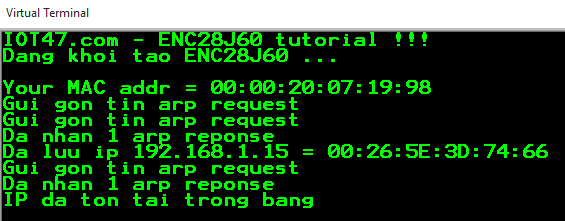 Virtual Terminal
IOT47.com - ENC28J60 tutorial !!!
Dang khoi tao ENC28J60 ...
Your MAC addr = 00:00:20:07:19:98
Gui gon tin arp request
Gui gon tin arp request
Da nhan 1 arp reponse
Da luu ip 192.168.1.15 = 00:26:5E:3D:74:66
Gui gon tin arp request
Da nhan 1 arp reponse
IP da ton tai trong bang